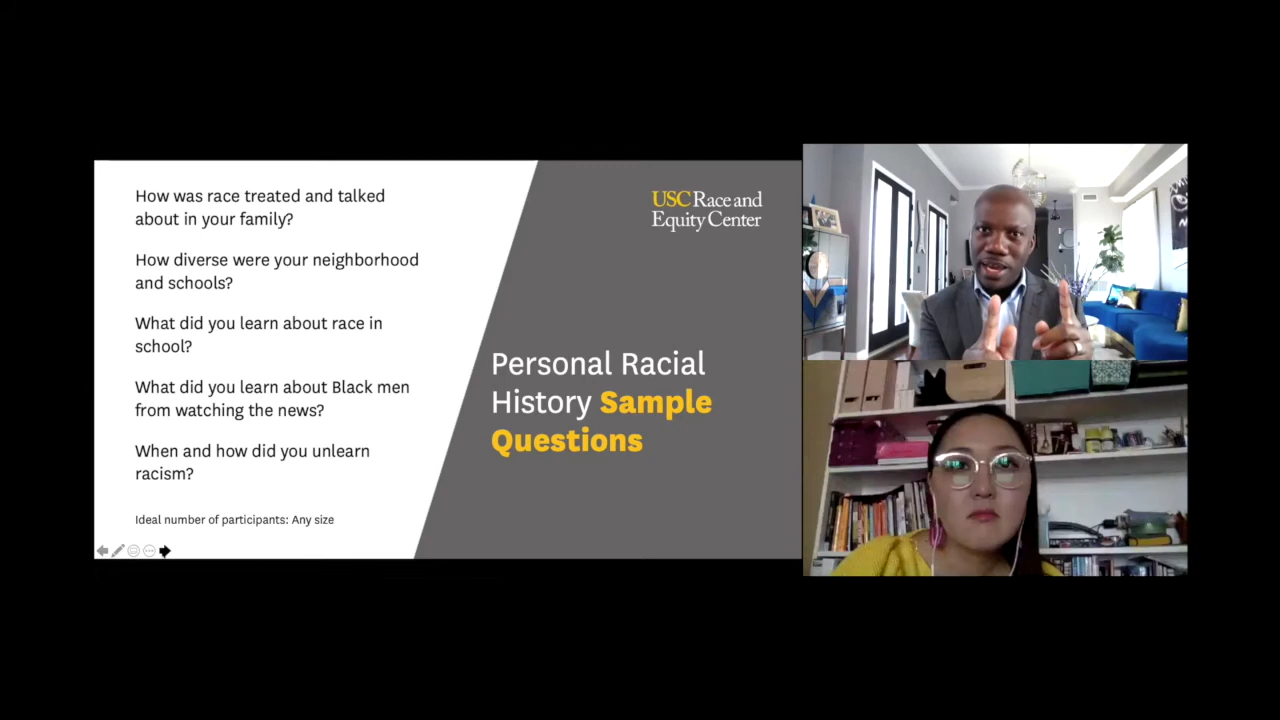 How was race treated and talked
about in your family?
How diverse were your neighborhood
and schools?
What did you learn about race in
school?
What did you learn about Black men
from watching the news?
When and how did you unlearn
racism?
Ideal number of participants: Any size
USC Race and
Equity Center
Personal Racial
History Sample
Questions